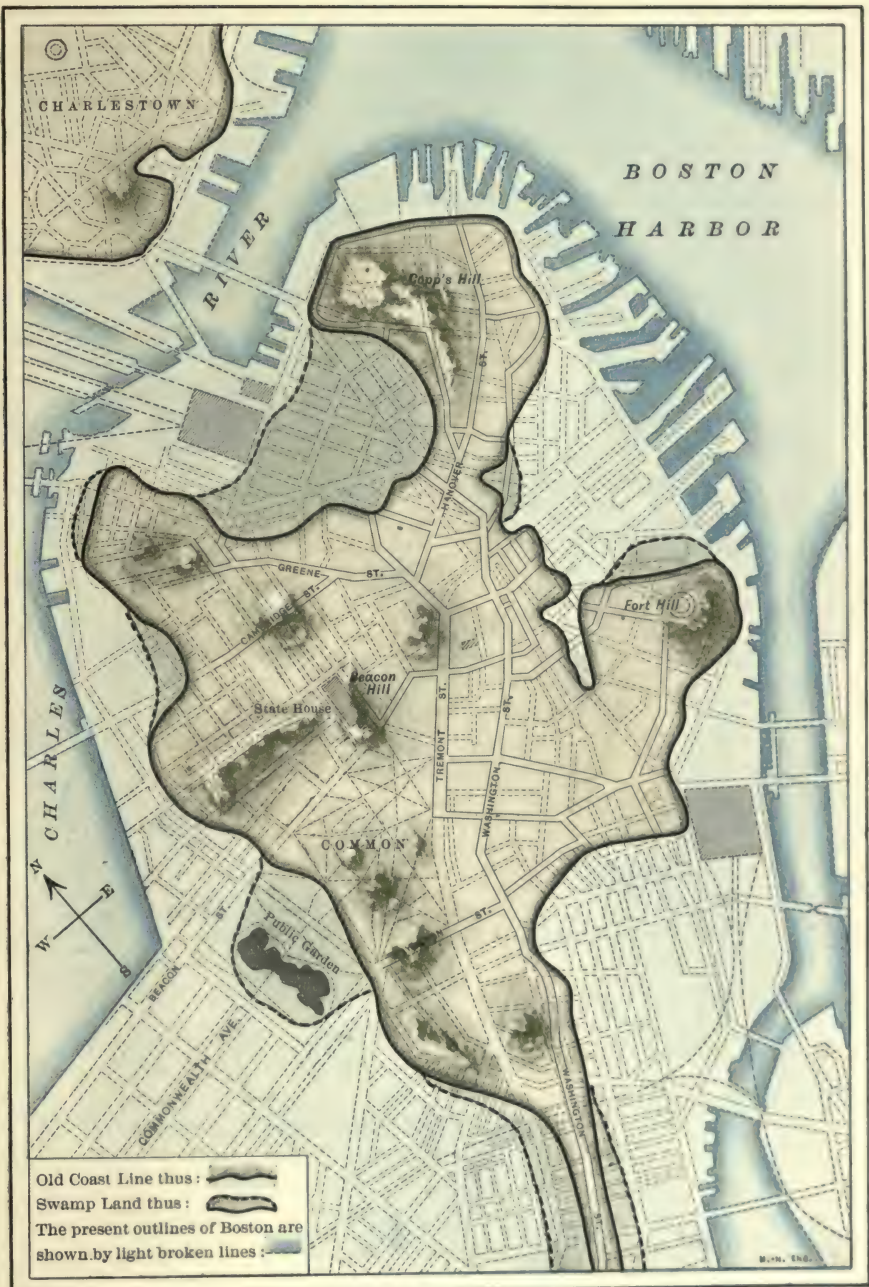 CHARLESTOWN
BOSTON
HARBOR
RIVER
Copp's Hill
ST.
HANOVER
GREENE ST.
CAMBRIDGE ST.
Fort Hill
Beacon
Hill
State House
TREMONT ST.
WASHINGTON ST.
CHARLES
COMMON
ST.
N
E
W
S
Public Garden
BEACON ST.
COMMONWEALTH AVE.
WASHINGTON
ST.
Old Coast Line thus:
Swamp Land thus:
The present outlines of Boston are
shown by light broken lines:
M.-N. ENG.